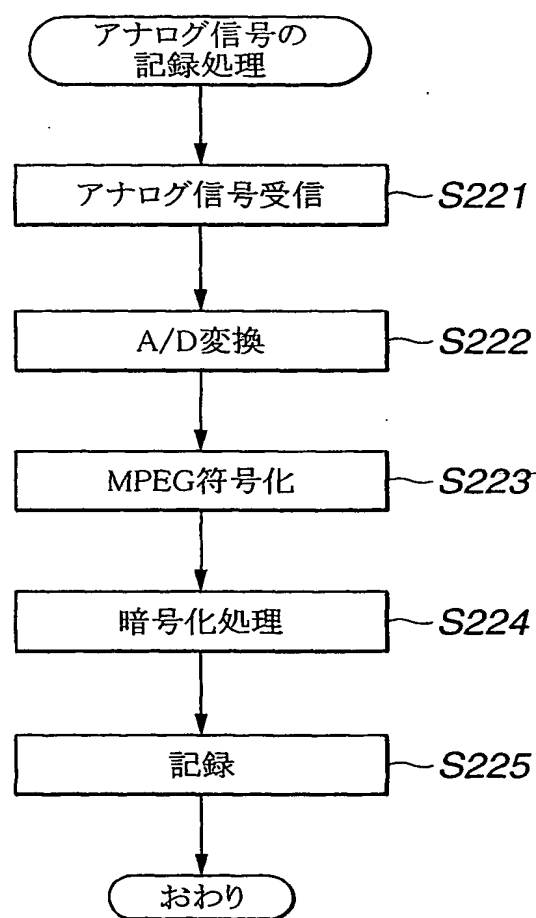 アナログ信号の
記録処理
アナログ信号受信
S221
A/D変換
S222
MPEG符号化
S223
暗号化処理
S224
記録
S225
おわり